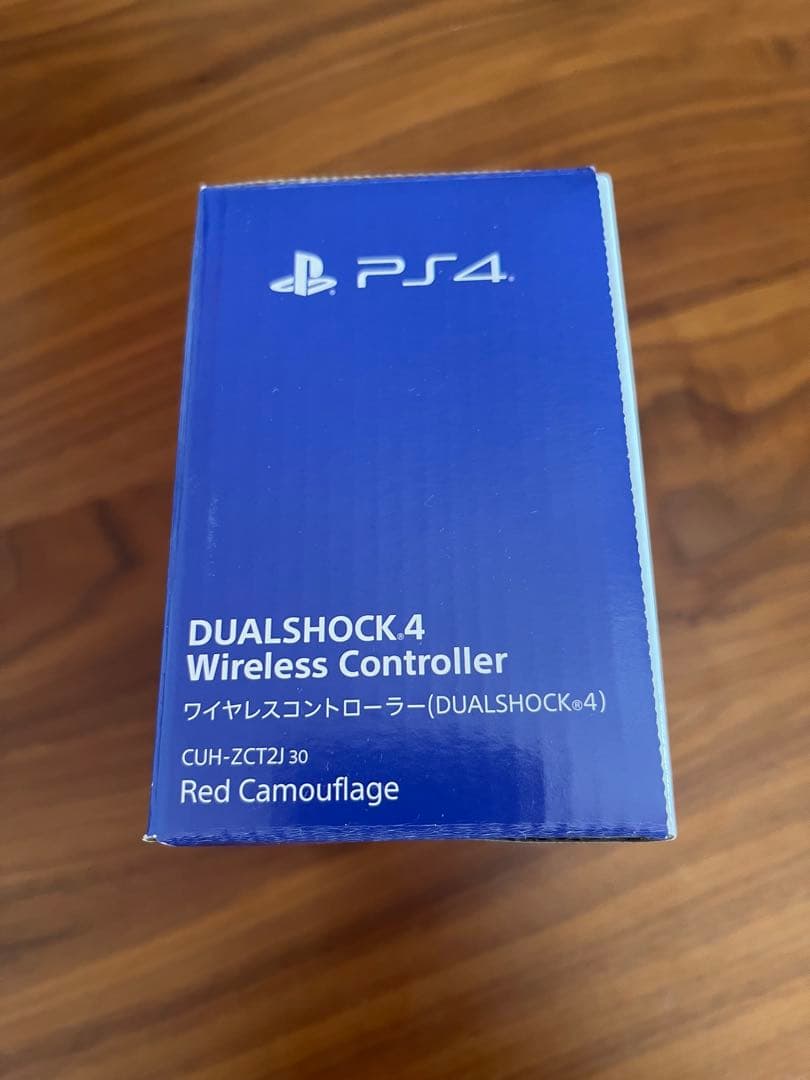 PS4®
DUALSHOCK®4
Wireless Controller
ワイヤレスコントローラー(DUALSHOCK®4)
CUH-ZCT2J 30
Red Camouflage